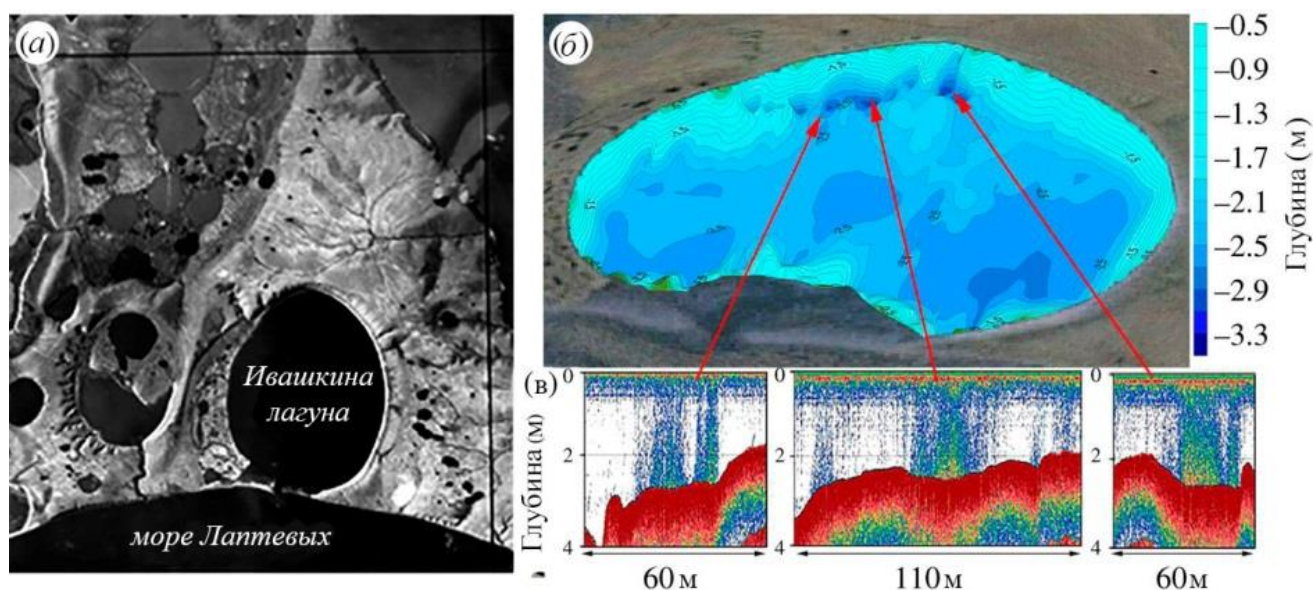 (а)
Ивашкина
лагуна
море Лаптевых
(б)
−0.5
−0.9
−1.3
−1.7
−2.1
−2.5
−2.9
−3.3
Глубина (м)
(в)
Глубина (м)
0
2
4
0
2
4
0
2
4
60 м
110 м
60 м